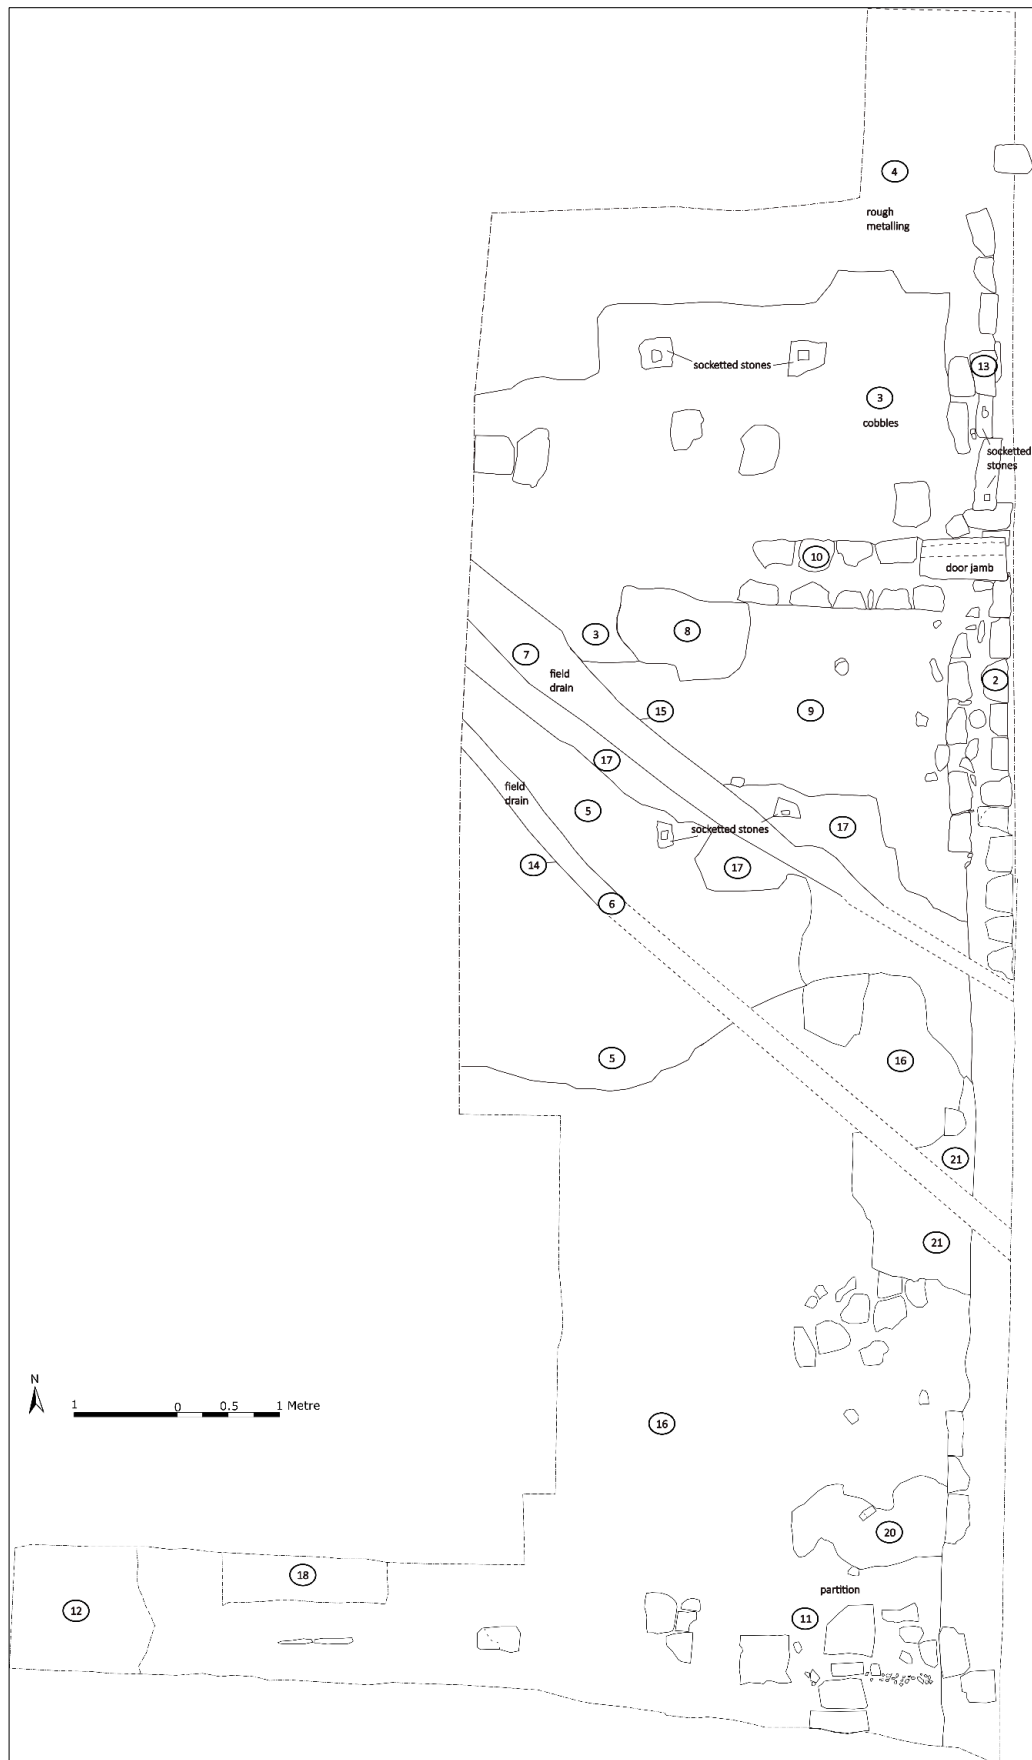 4
rough
metalling
socketted stones
13
3
cobbles
socketted
stones
10
door jamb
3
8
7
field
drain
2
15
9
17
field
drain
5
socketted stones
17
17
14
6
5
16
21
21
N
1 0 0.5 1 Metre
16
20
18
partition
12
11